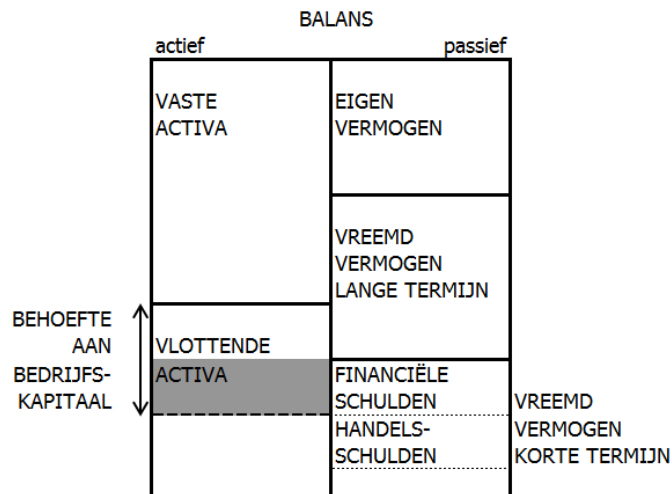 BALANS
actief
passief
VASTE
ACTIVA
EIGEN
VERMOGEN
VREEMD
VERMOGEN
LANGE TERMIJN
BEHOEFTE
AAN
BEDRIJFS-
KAPITAAL
VLOTTENDE
ACTIVA
FINANCIËLE
SCHULDEN
HANDELS-
SCHULDEN
VREEMD
VERMOGEN
KORTE TERMIJN